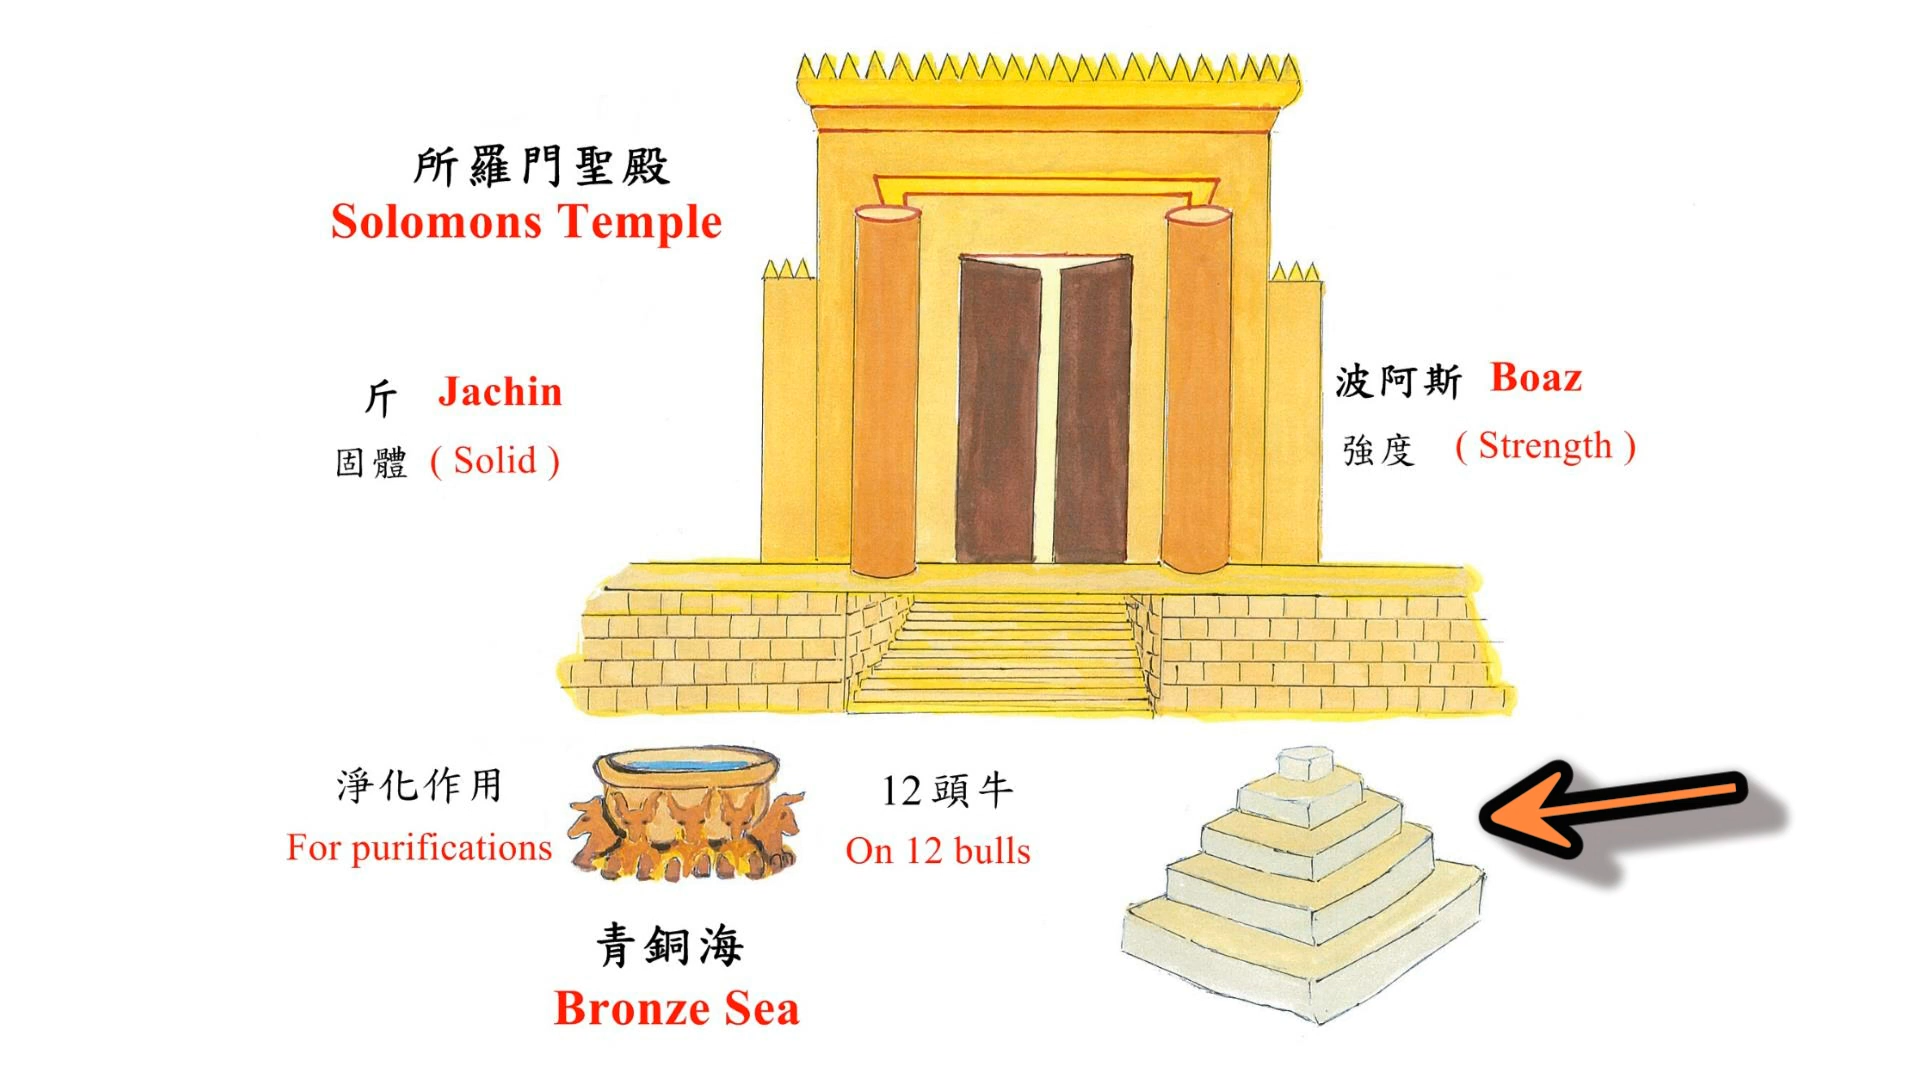 所羅門聖殿
Solomons Temple
斤 Jachin
固體 ( Solid )
波阿斯 Boaz
強度 ( Strength )
淨化作用
For purifications
12頭牛
On 12 bulls
青銅海
Bronze Sea